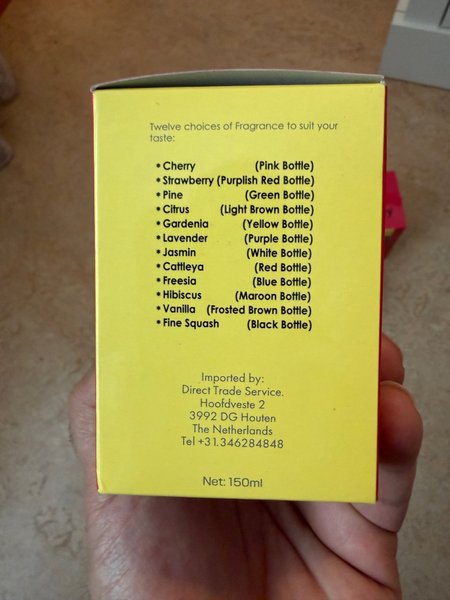 Twelve choices of Fragrance to suit your
taste:
* Cherry (Pink Bottle)
* Strawberry (Purplish Red Bottle)
* Pine (Green Bottle)
* Citrus (Light Brown Bottle)
* Gardenia (Yellow Bottle)
* Lavender (Purple Bottle)
* Jasmin (White Bottle)
* Cattleya (Red Bottle)
* Freesia (Blue Bottle)
* Hibiscus (Maroon Bottle)
* Vanilla (Frosted Brown Bottle)
* Fine Squash (Black Bottle)
Imported by:
Direct Trade Service.
Hoofdveste 2
3992 DG Houten
The Netherlands
Tel +31.346284848
Net: 150ml